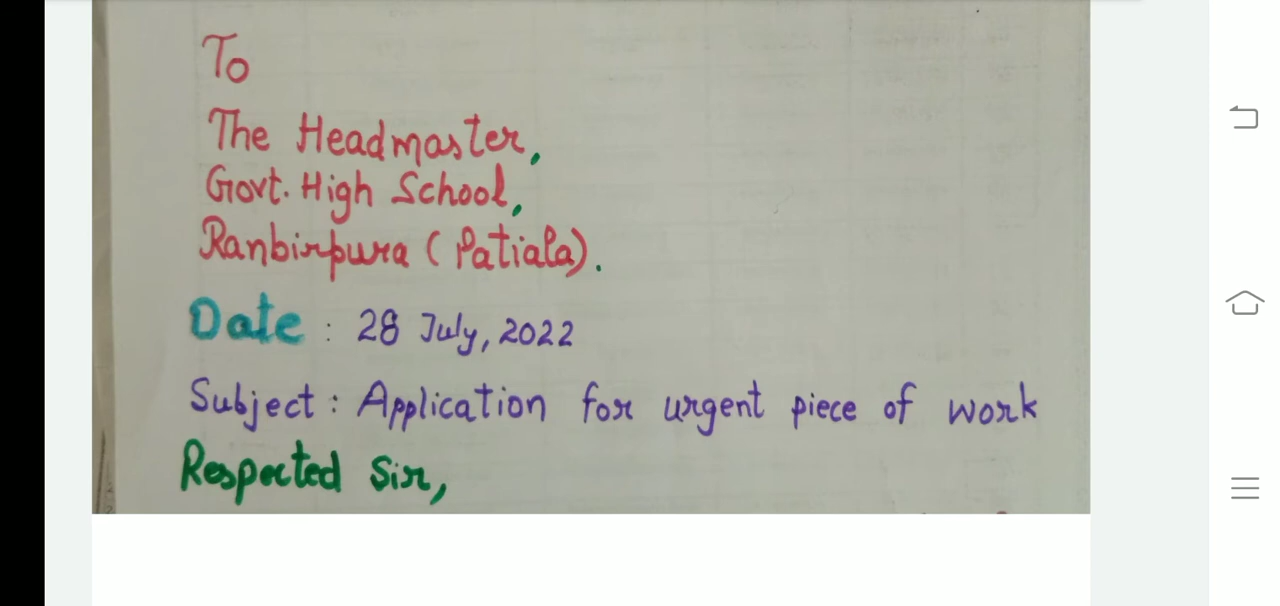 To
The Headmaster,
Govt. High School,
Ranbirpura (Patiala).
Date : 28 July, 2022
Subject : Application for urgent piece of work
Respected Sir,